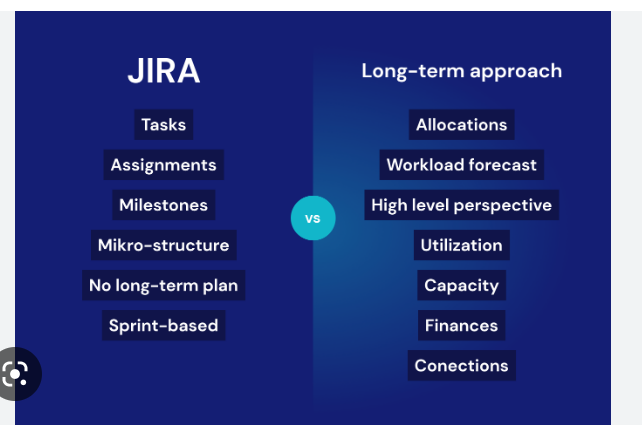 JIRA
Tasks
Assignments
Milestones
Mikro-structure
No long-term plan
Sprint-based
vs
Long-term approach
Allocations
Workload forecast
High level perspective
Utilization
Capacity
Finances
Conections